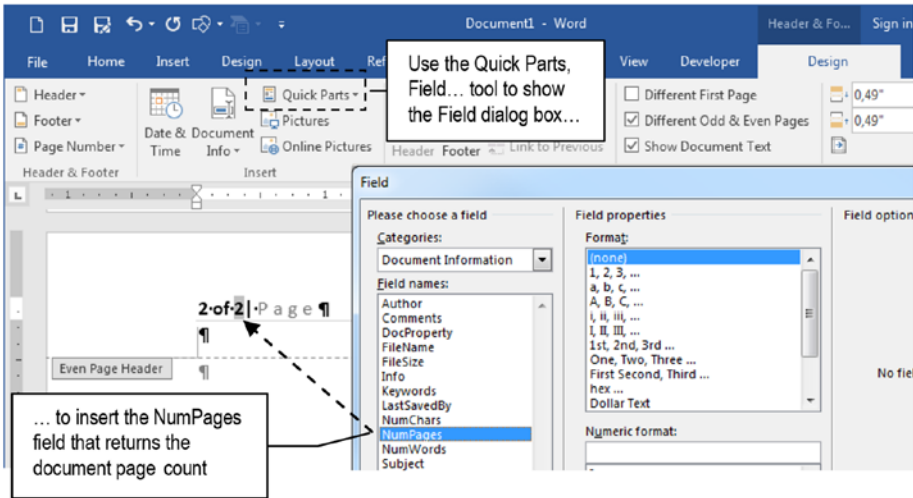 Document1 - Word
Header & Fo...
Sign in
File Home Insert Design Layout Ref View Developer Design
Use the Quick Parts,
Field… tool to show
the Field dialog box…
Header
Footer
Page Number
Header & Footer
Date & Time
Document Info
Quick Parts
Pictures
Online Pictures
Insert
Header Footer
Link to Previous
Different First Page
Different Odd & Even Pages
Show Document Text
0,49"
0,49"
L
1 1
2·of·2|·Page¶
¶
Even Page Header
¶
… to insert the NumPages
field that returns the
document page count
Field
Please choose a field
Categories:
Document Information
Field names:
Author
Comments
DocProperty
FileName
FileSize
Info
Keywords
LastSavedBy
NumChars
NumPages
NumWords
Subject
Field properties
Format:
(none)
1, 2, 3, ...
a, b, c, ...
A, B, C, ...
i, ii, iii, ...
I, II, III, ...
1st, 2nd, 3rd ...
One, Two, Three ...
First Second, Third ...
hex ...
Dollar Text
Numeric format:
Field option
No fiel